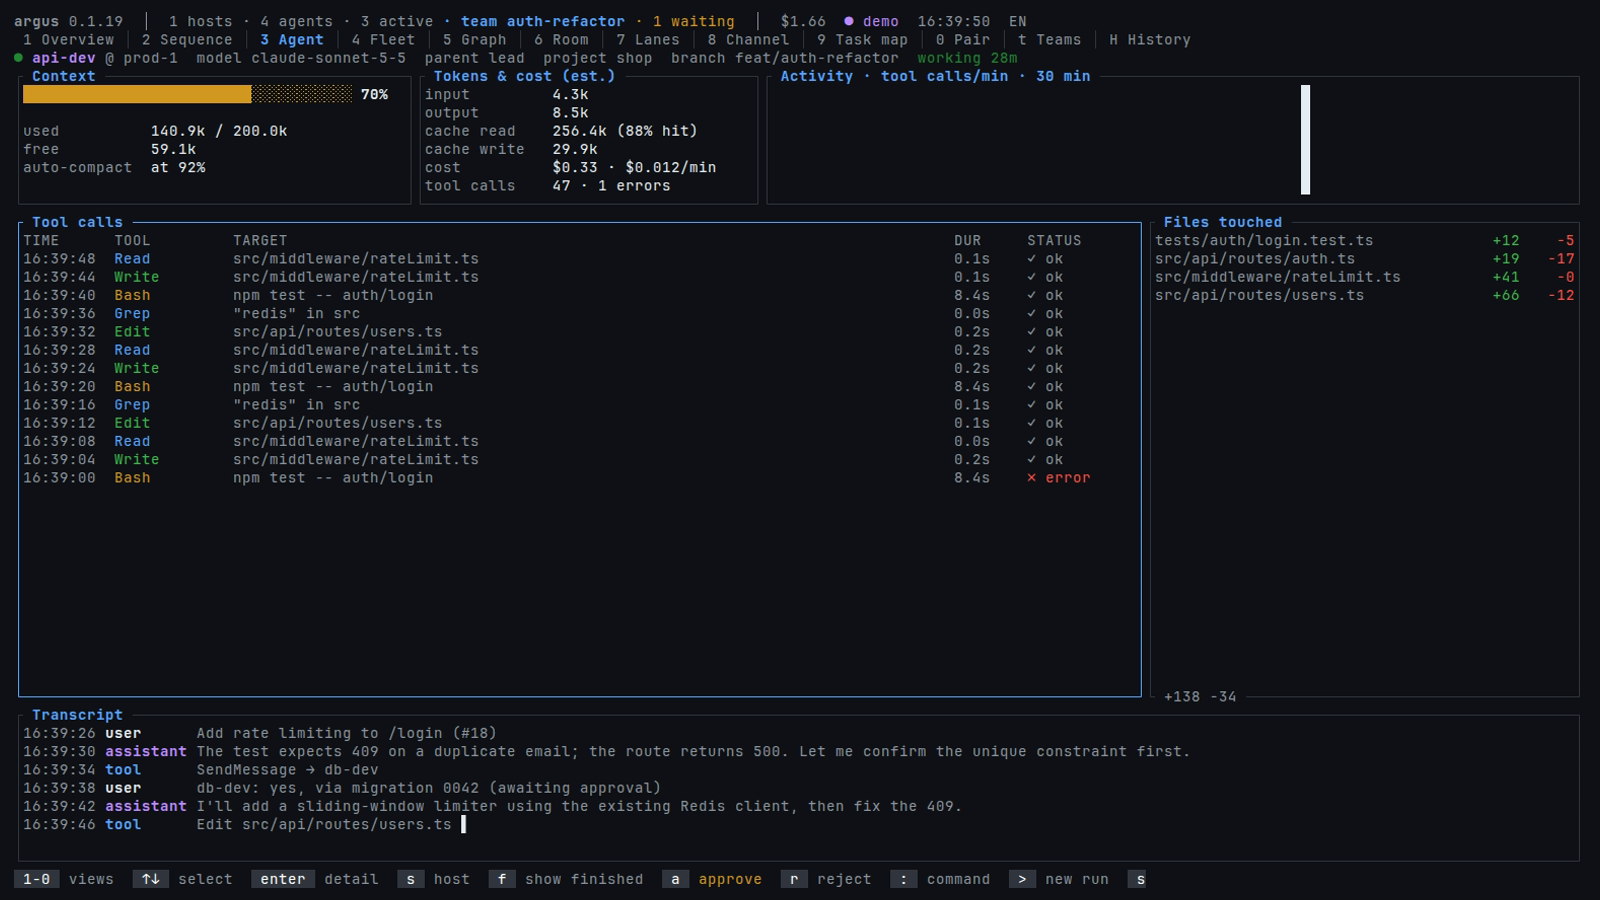 argus 0.1.19 │ 1 hosts · 4 agents · 3 active · team auth-refactor · 1 waiting │ $1.66 ● demo 16:39:50 EN
1 Overview │ 2 Sequence │ 3 Agent │ 4 Fleet │ 5 Graph │ 6 Room │ 7 Lanes │ 8 Channel │ 9 Task map │ 0 Pair │ t Teams │ H History
● api-dev @ prod-1 model claude-sonnet-5-5 parent lead project shop branch feat/auth-refactor working 28m
Context
70%
used 140.9k / 200.0k
free 59.1k
auto-compact at 92%
Tokens & cost (est.)
input 4.3k
output 8.5k
cache read 256.4k (88% hit)
cache write 29.9k
cost $0.33 · $0.012/min
tool calls 47 · 1 errors
Activity · tool calls/min · 30 min
Tool calls
TIME TOOL TARGET DUR STATUS
16:39:48 Read src/middleware/rateLimit.ts 0.1s ✓ ok
16:39:44 Write src/middleware/rateLimit.ts 0.1s ✓ ok
16:39:40 Bash npm test -- auth/login 8.4s ✓ ok
16:39:36 Grep "redis" in src 0.0s ✓ ok
16:39:32 Edit src/api/routes/users.ts 0.2s ✓ ok
16:39:28 Read src/middleware/rateLimit.ts 0.2s ✓ ok
16:39:24 Write src/middleware/rateLimit.ts 0.2s ✓ ok
16:39:20 Bash npm test -- auth/login 8.4s ✓ ok
16:39:16 Grep "redis" in src 0.1s ✓ ok
16:39:12 Edit src/api/routes/users.ts 0.1s ✓ ok
16:39:08 Read src/middleware/rateLimit.ts 0.0s ✓ ok
16:39:04 Write src/middleware/rateLimit.ts 0.2s ✓ ok
16:39:00 Bash npm test -- auth/login 8.4s ✕ error
Files touched
tests/auth/login.test.ts +12 -5
src/api/routes/auth.ts +19 -17
src/middleware/rateLimit.ts +41 -0
src/api/routes/users.ts +66 -12
+138 -34
Transcript
16:39:26 user Add rate limiting to /login (#18)
16:39:30 assistant The test expects 409 on a duplicate email; the route returns 500. Let me confirm the unique constraint first.
16:39:34 tool SendMessage → db-dev
16:39:38 user db-dev: yes, via migration 0042 (awaiting approval)
16:39:42 assistant I'll add a sliding-window limiter using the existing Redis client, then fix the 409.
16:39:46 tool Edit src/api/routes/users.ts
1-0 views ↑↓ select enter detail s host f show finished a approve r reject : command > new run s